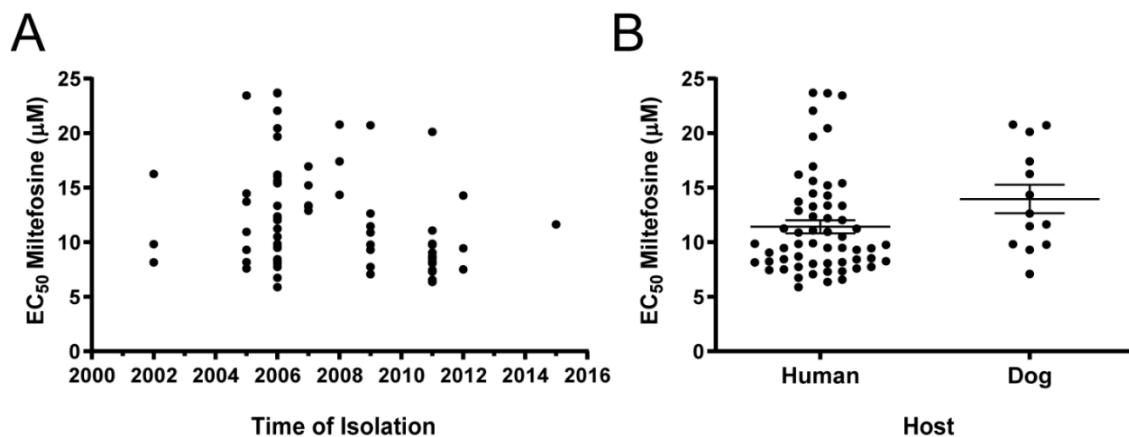 A
B
EC50 Miltefosine (μM)
25
20
15
10
5
0
2000 2002 2004 2006 2008 2010 2012 2014 2016
Time of Isolation
EC50 Miltefosine (μM)
25
20
15
10
5
0
Human Dog
Host